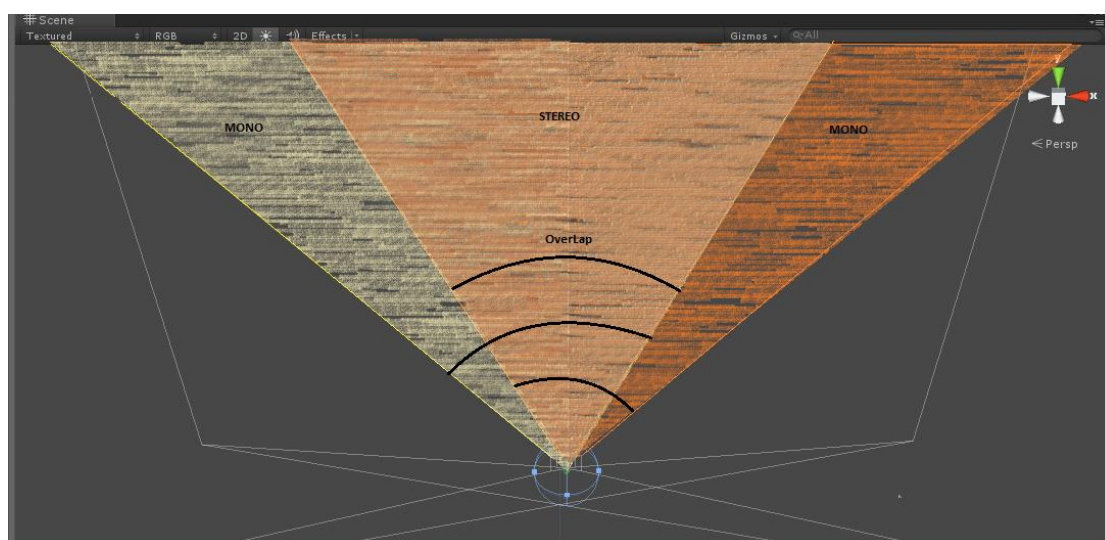 Scene
Textured RGB 2D Effects Gizmos All
y
x
Persp
STEREO
MONO MONO
Overlap